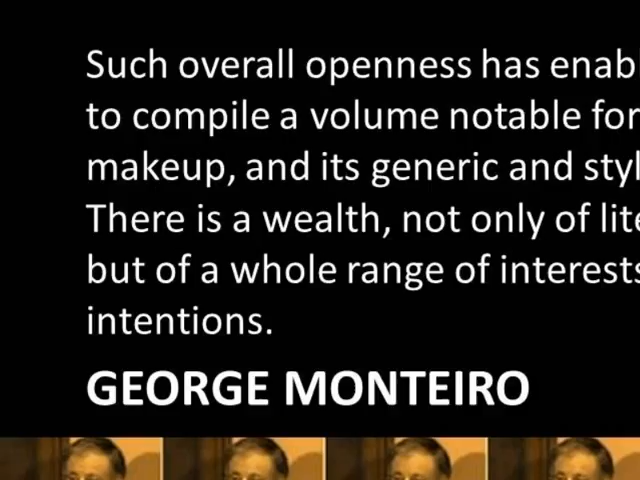 Such overall openness has enab
to compile a volume notable for
makeup, and its generic and styl
There is a wealth, not only of lite
but of a whole range of interests
intentions.
GEORGE MONTEIRO